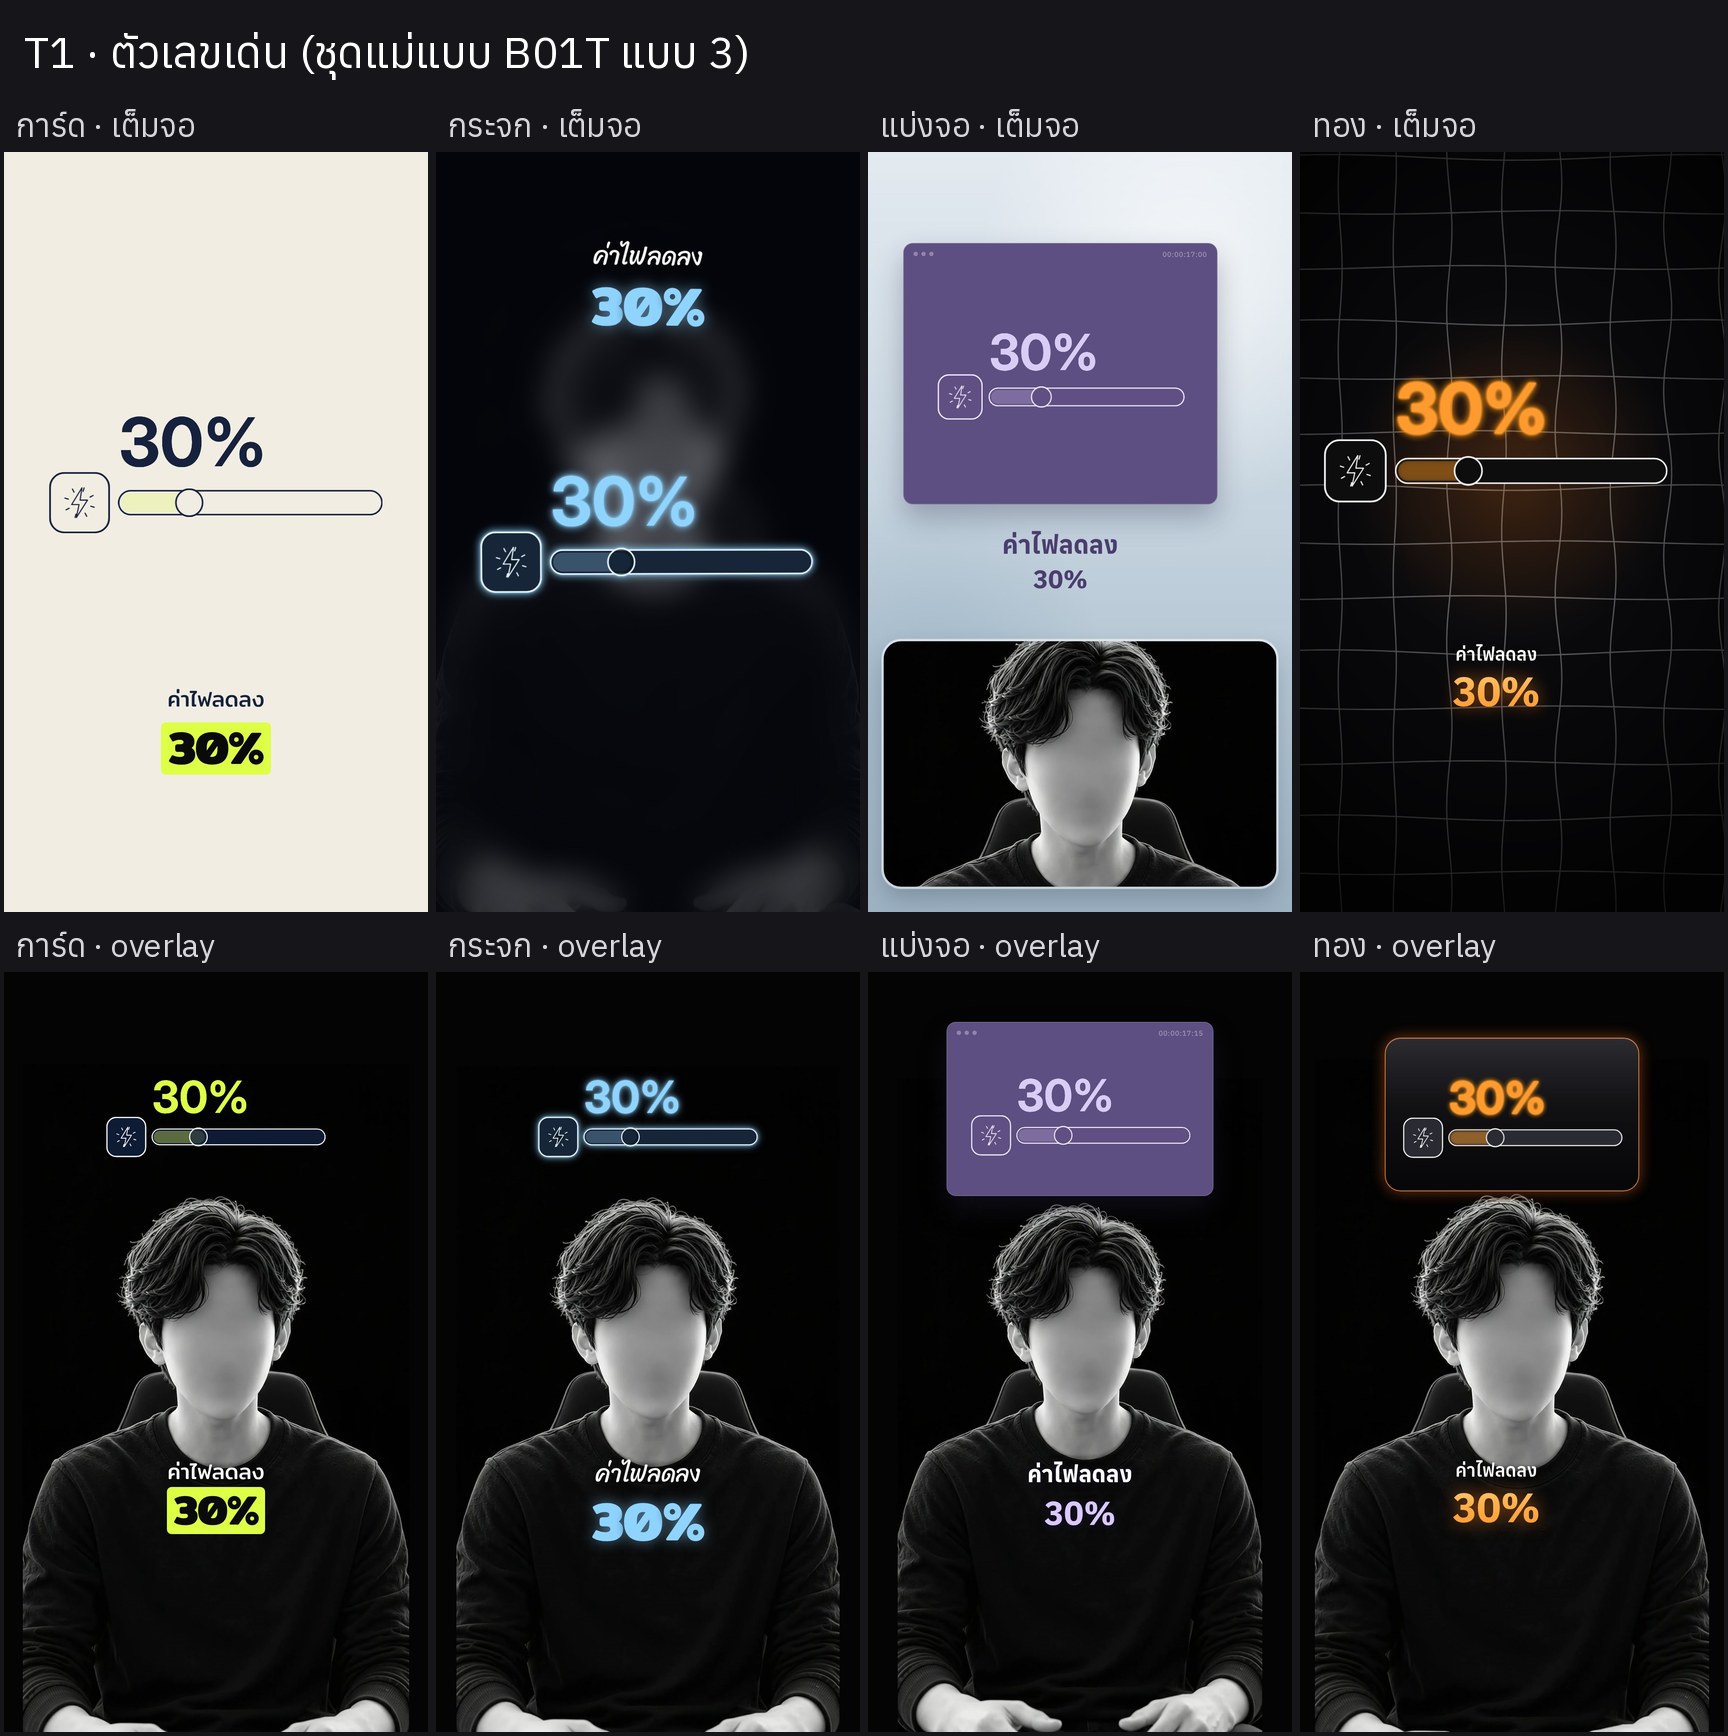 T1 · ตัวเลขเด่น (ชุดแม่แบบ B01T แบบ 3)
การ์ด · เต็มจอ
กระจก · เต็มจอ
แบ่งจอ · เต็มจอ
ทอง · เต็มจอ
30%
ค่าไฟลดลง
30%
ค่าไฟลดลง
30%
30%
00:00:17:00
30%
ค่าไฟลดลง
30%
30%
ค่าไฟลดลง
30%
การ์ด · overlay
กระจก · overlay
แบ่งจอ · overlay
ทอง · overlay
30%
ค่าไฟลดลง
30%
30%
ค่าไฟลดลง
30%
00:00:17:15
30%
ค่าไฟลดลง
30%
30%
ค่าไฟลดลง
30%